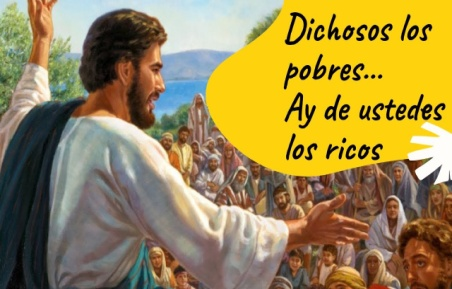 Dichosos los
pobres...
Ay de ustedes
los ricos